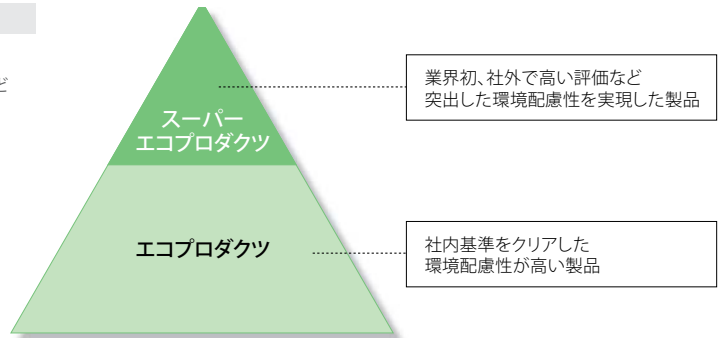 ど
業界初、社外で高い評価など
突出した環境配慮性を実現した製品
スーパー
エコプロダクツ
エコプロダクツ
社内基準をクリアした
環境配慮性が高い製品